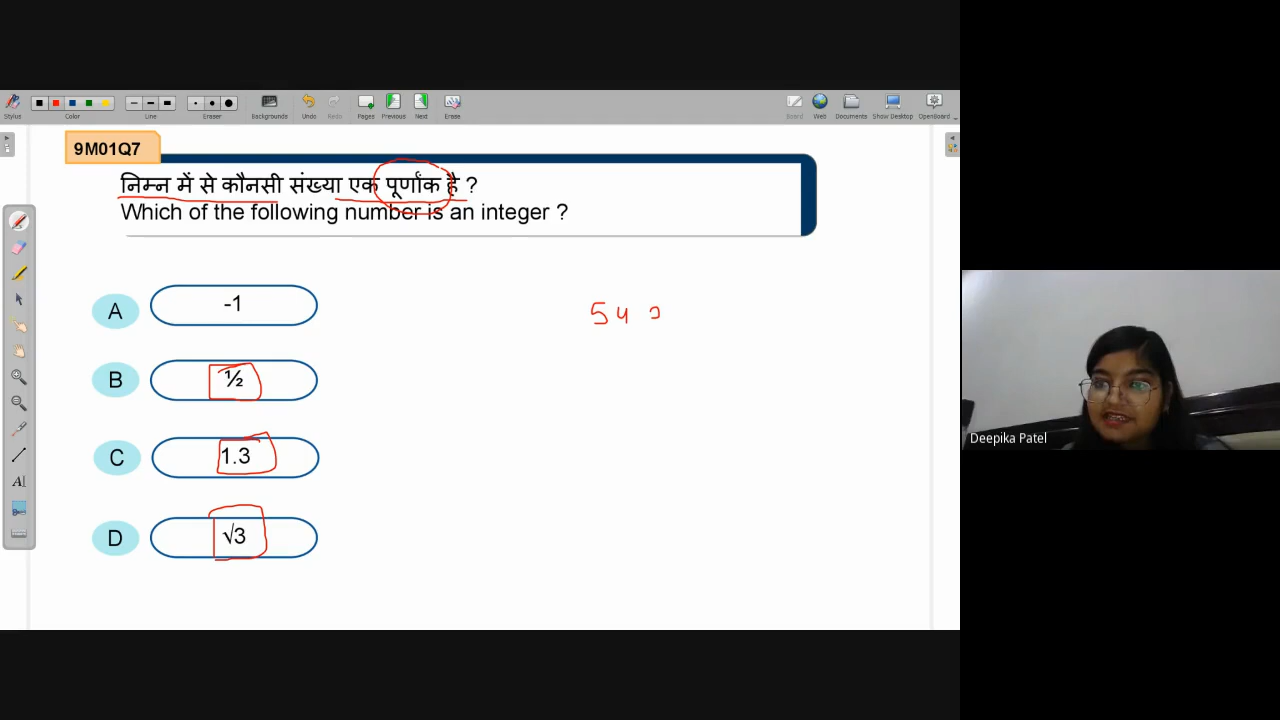 Stylus
Color
Line
Eraser
Backgrounds
Undo
Redo
Pages
Previous
Next
Erase
Board
Web
Documents
Show Desktop
OpenBoard
9M01Q7
निम्न में से कौनसी संख्या एक पूर्णांक है ?
Which of the following number is an integer ?
A -1
B ½
C 1.3
D √3
5 4
Deepika Patel